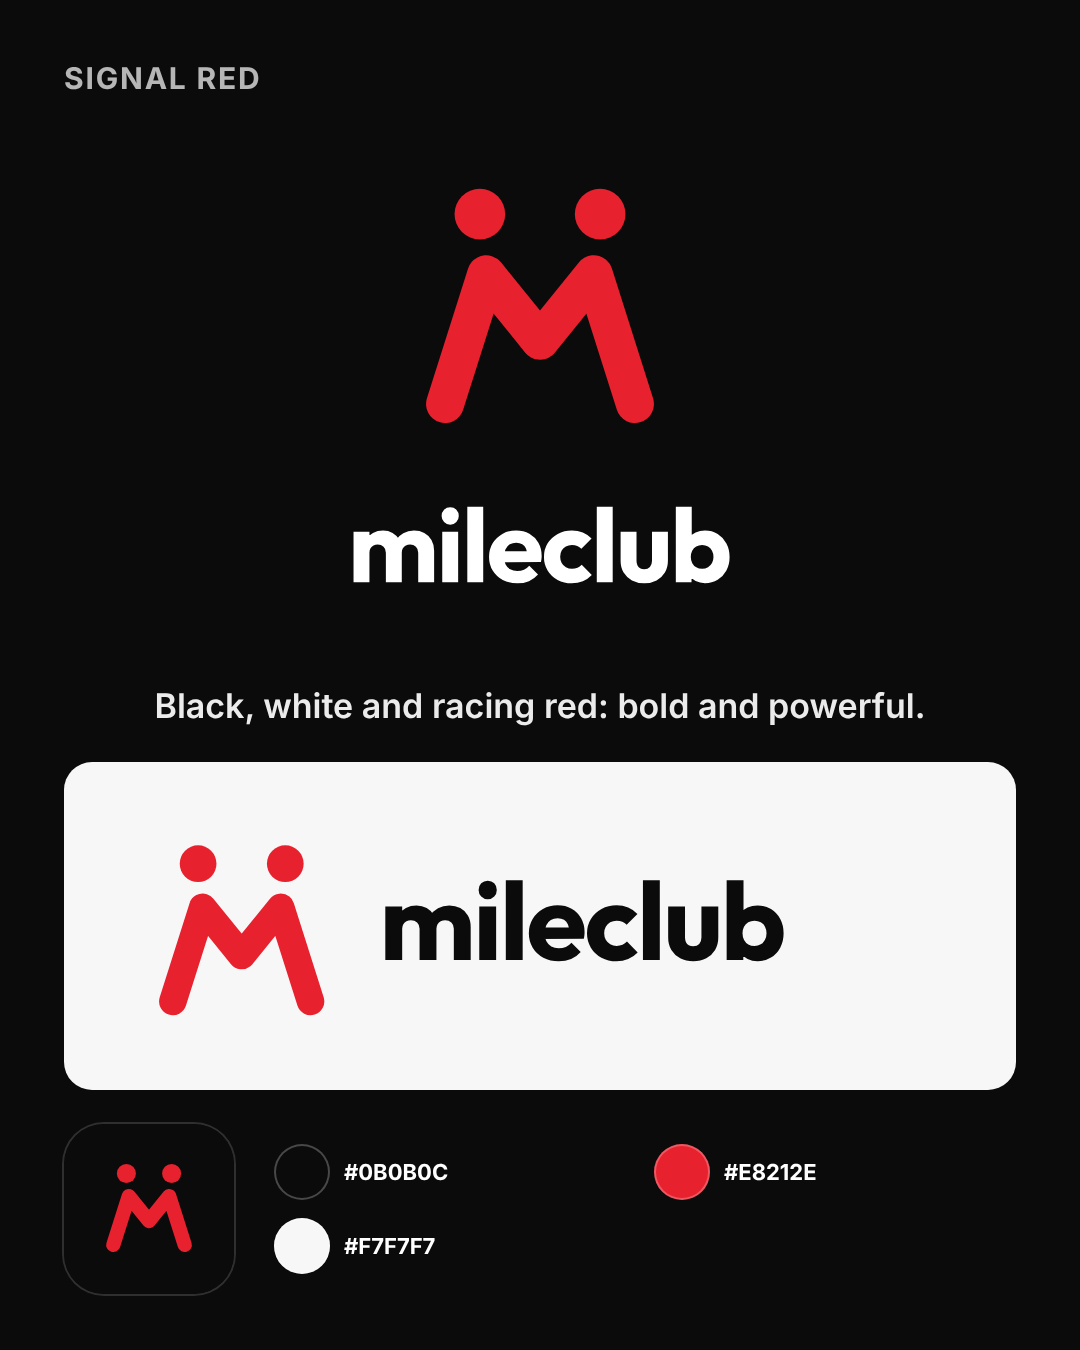 SIGNAL RED
mileclub
Black, white and racing red: bold and powerful.
mileclub
#0B0B0C
#E8212E
#F7F7F7